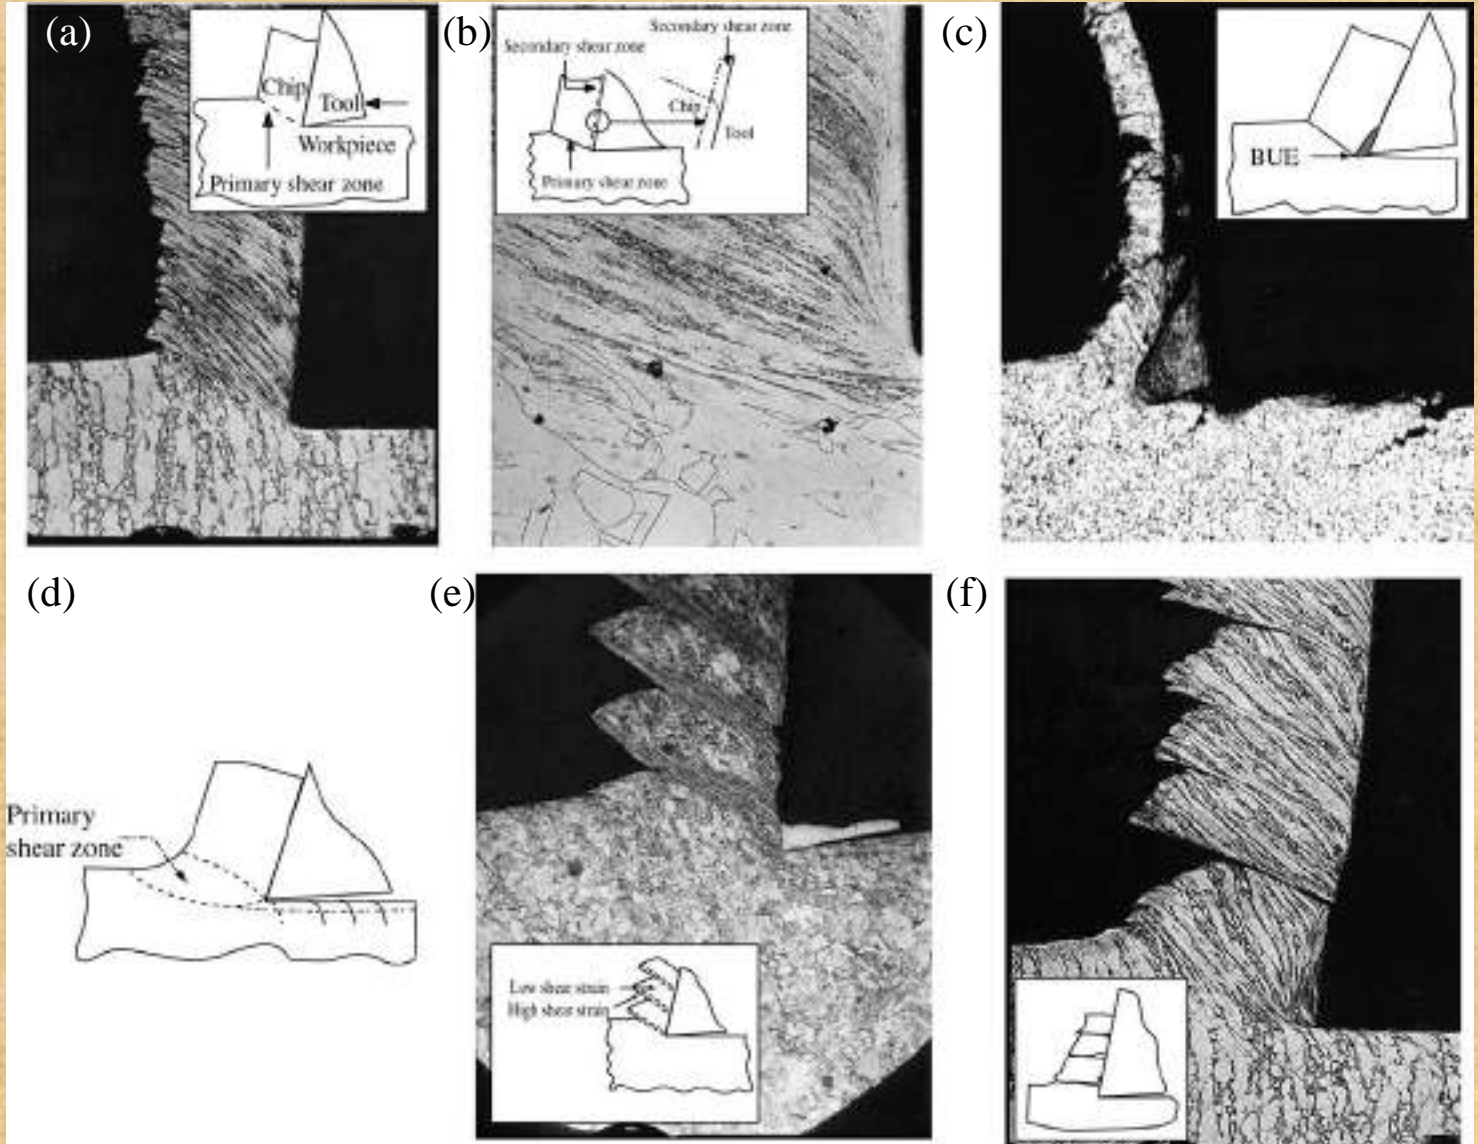 (a)
Chip
Tool
Workpiece
Primary shear zone
(b)
Secondary shear zone
Secondary shear zone
Chip
Tool
Primary shear zone
(c)
BUE
(d)
Primary
shear zone
(e)
Low shear strain
High shear strain
(f)